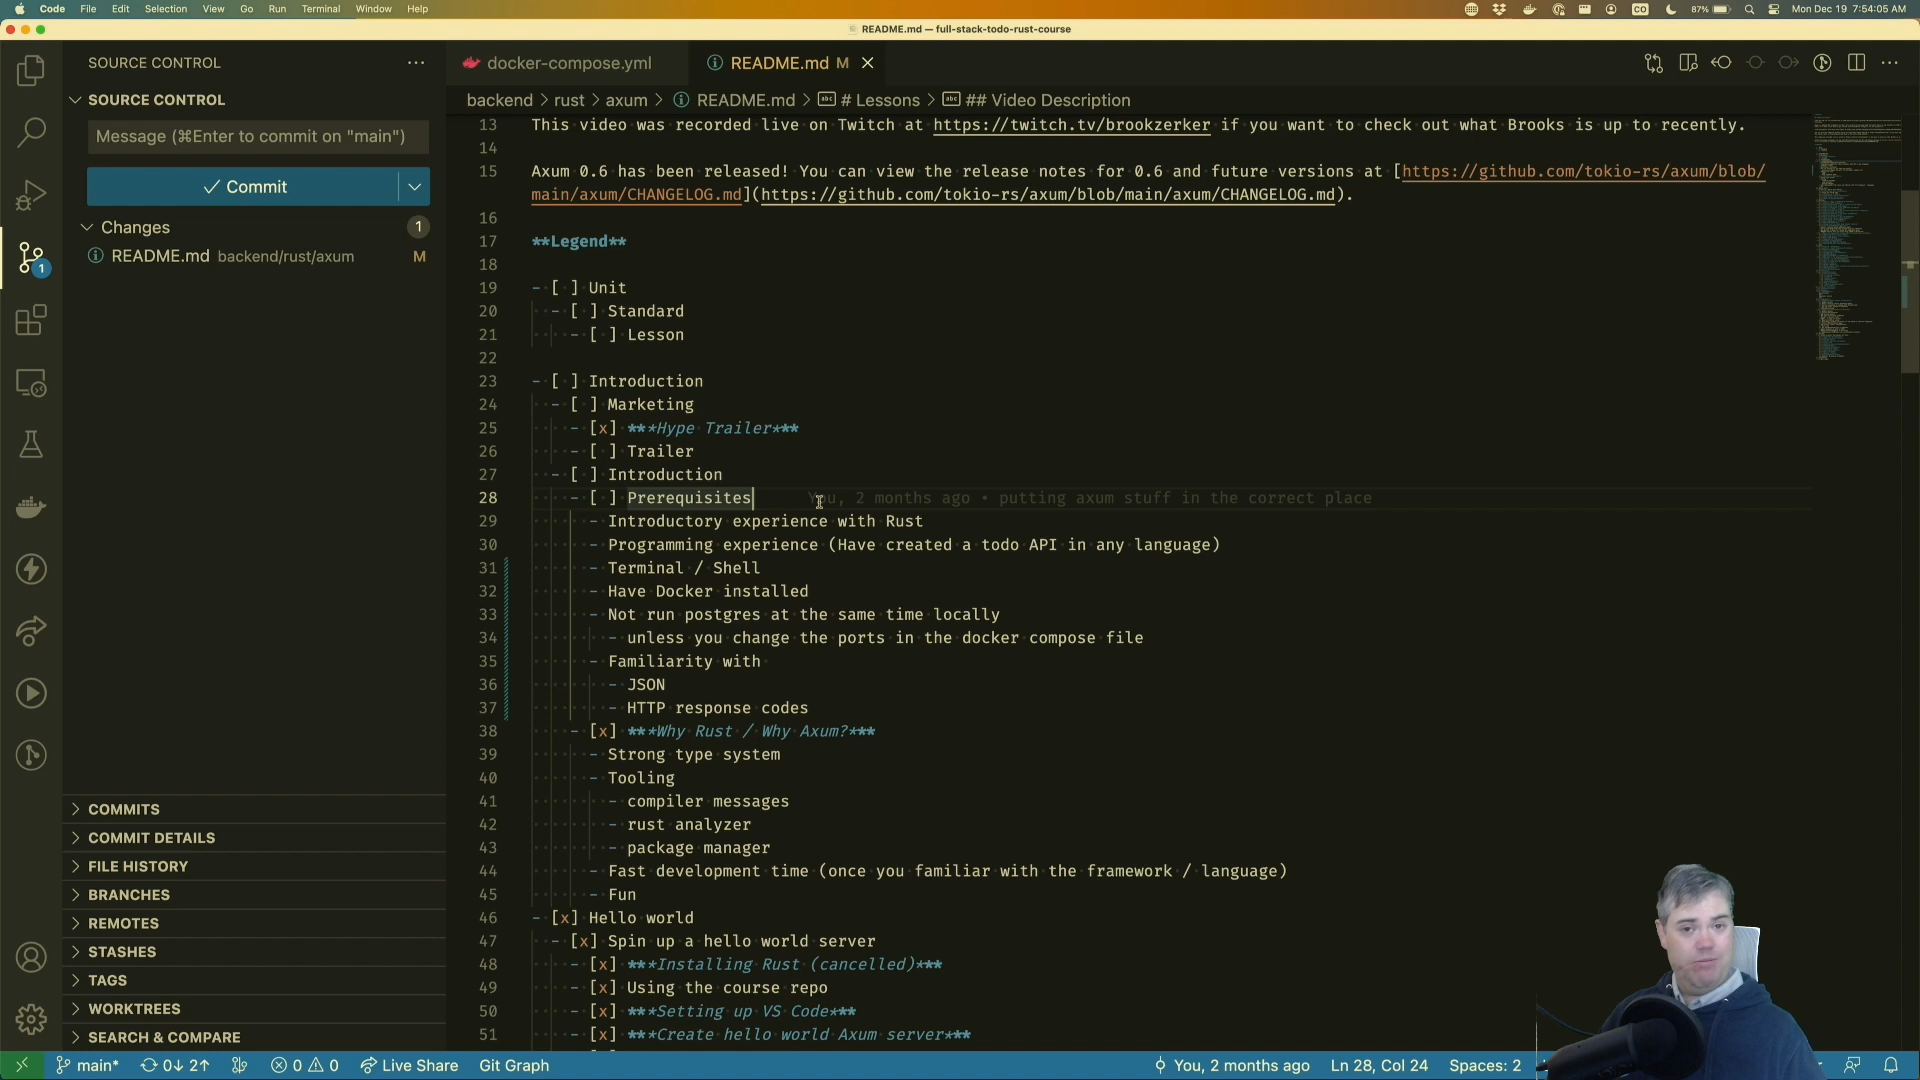 Code File Edit Selection View Go Run Terminal Window Help
87% Mon Dec 19 7:54:05 AM
README.md — full-stack-todo-rust-course
SOURCE CONTROL
docker-compose.yml
README.md M
SOURCE CONTROL
backend > rust > axum > README.md > # Lessons > ## Video Description
Message (⌘Enter to commit on "main")
Commit
Changes 1
README.md backend/rust/axum M
13 This video was recorded live on Twitch at https://twitch.tv/brookzerker if you want to check out what Brooks is up to recently.
14
15 Axum 0.6 has been released! You can view the release notes for 0.6 and future versions at [https://github.com/tokio-rs/axum/blob/
main/axum/CHANGELOG.md](https://github.com/tokio-rs/axum/blob/main/axum/CHANGELOG.md).
16
17 **Legend**
18
19 - [ ] Unit
20 - [ ] Standard
21 - [ ] Lesson
22
23 - [ ] Introduction
24 - [ ] Marketing
25 - [x] ***Hype Trailer***
26 - [ ] Trailer
27 - [ ] Introduction
28 - [ ] Prerequisites You, 2 months ago • putting axum stuff in the correct place
29 - Introductory experience with Rust
30 - Programming experience (Have created a todo API in any language)
31 - Terminal / Shell
32 - Have Docker installed
33 - Not run postgres at the same time locally
34 - unless you change the ports in the docker compose file
35 - Familiarity with
36 - JSON
37 - HTTP response codes
38 - [x] ***Why Rust / Why Axum?***
39 - Strong type system
40 - Tooling
41 - compiler messages
42 - rust analyzer
43 - package manager
44 - Fast development time (once you familiar with the framework / language)
45 - Fun
46 - [x] Hello world
47 - [x] Spin up a hello world server
48 - [x] ***Installing Rust (cancelled)***
49 - [x] Using the course repo
50 - [x] ***Setting up VS Code***
51 - [x] ***Create hello world Axum server***
COMMITS
COMMIT DETAILS
FILE HISTORY
BRANCHES
REMOTES
STASHES
TAGS
WORKTREES
SEARCH & COMPARE
1
main* 0↓ 2↑ 0 0 Live Share Git Graph You, 2 months ago Ln 28, Col 24 Spaces: 2